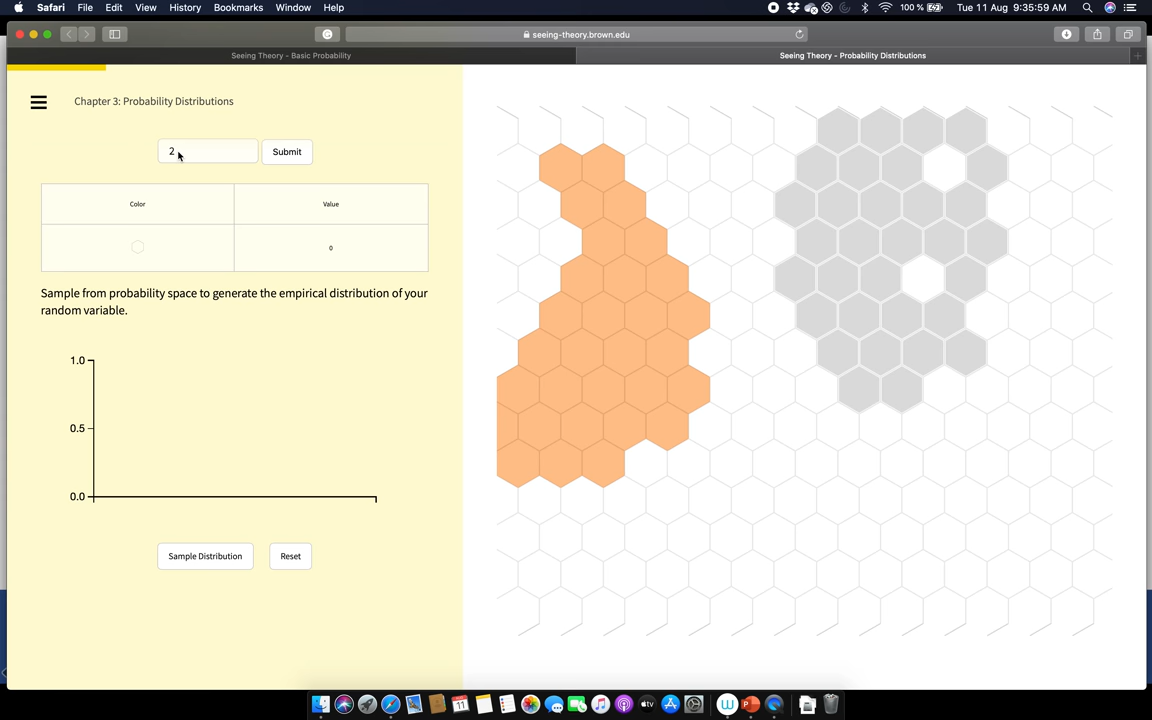 Safari File Edit View History Bookmarks Window Help 100% Tue 11 Aug 9:35:59 AM
seeing-theory.brown.edu
Seeing Theory - Basic Probability Seeing Theory - Probability Distributions
Chapter 3: Probability Distributions
2 Submit
Color Value
0
Sample from probability space to generate the empirical distribution of your
random variable.
1.0
0.5
0.0
Sample Distribution Reset